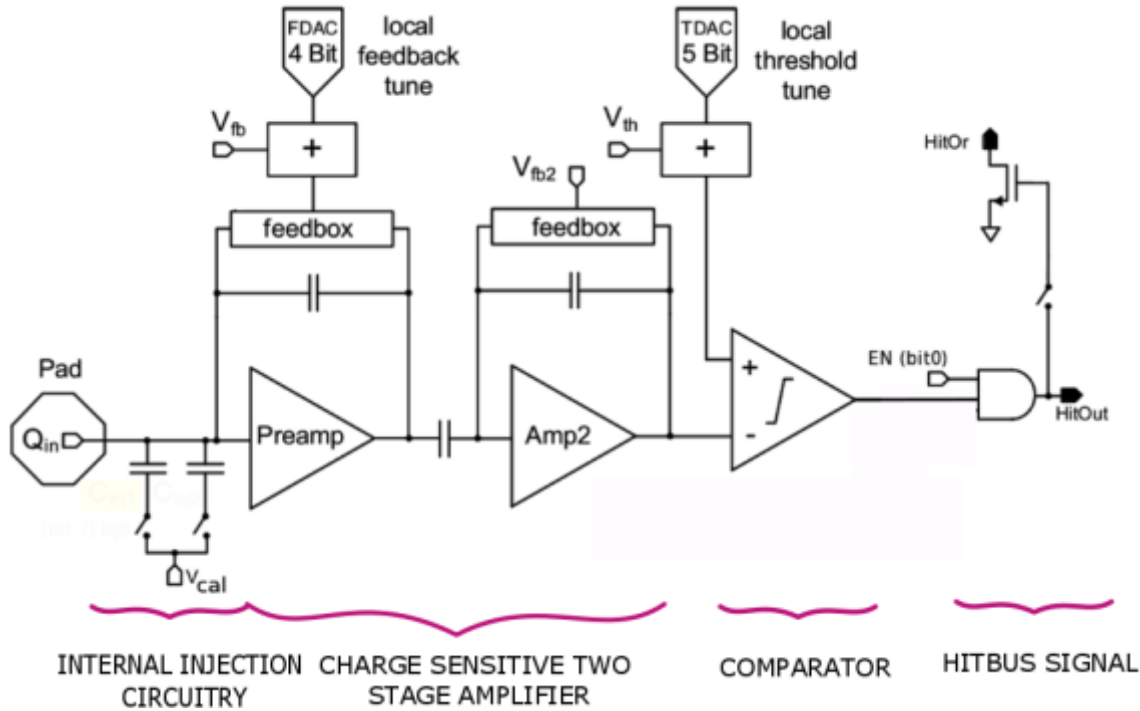 FDAC
4 Bit
local
feedback
tune
TDAC
5 Bit
local
threshold
tune
Vfb
+
Vth
+
HitOr
Vfb2
feedbox
feedbox
Pad
Qin
Preamp
Amp2
+
-
EN (bit0)
HitOut
Vcal
INTERNAL INJECTION
CIRCUITRY
CHARGE SENSITIVE TWO
STAGE AMPLIFIER
COMPARATOR
HITBUS SIGNAL